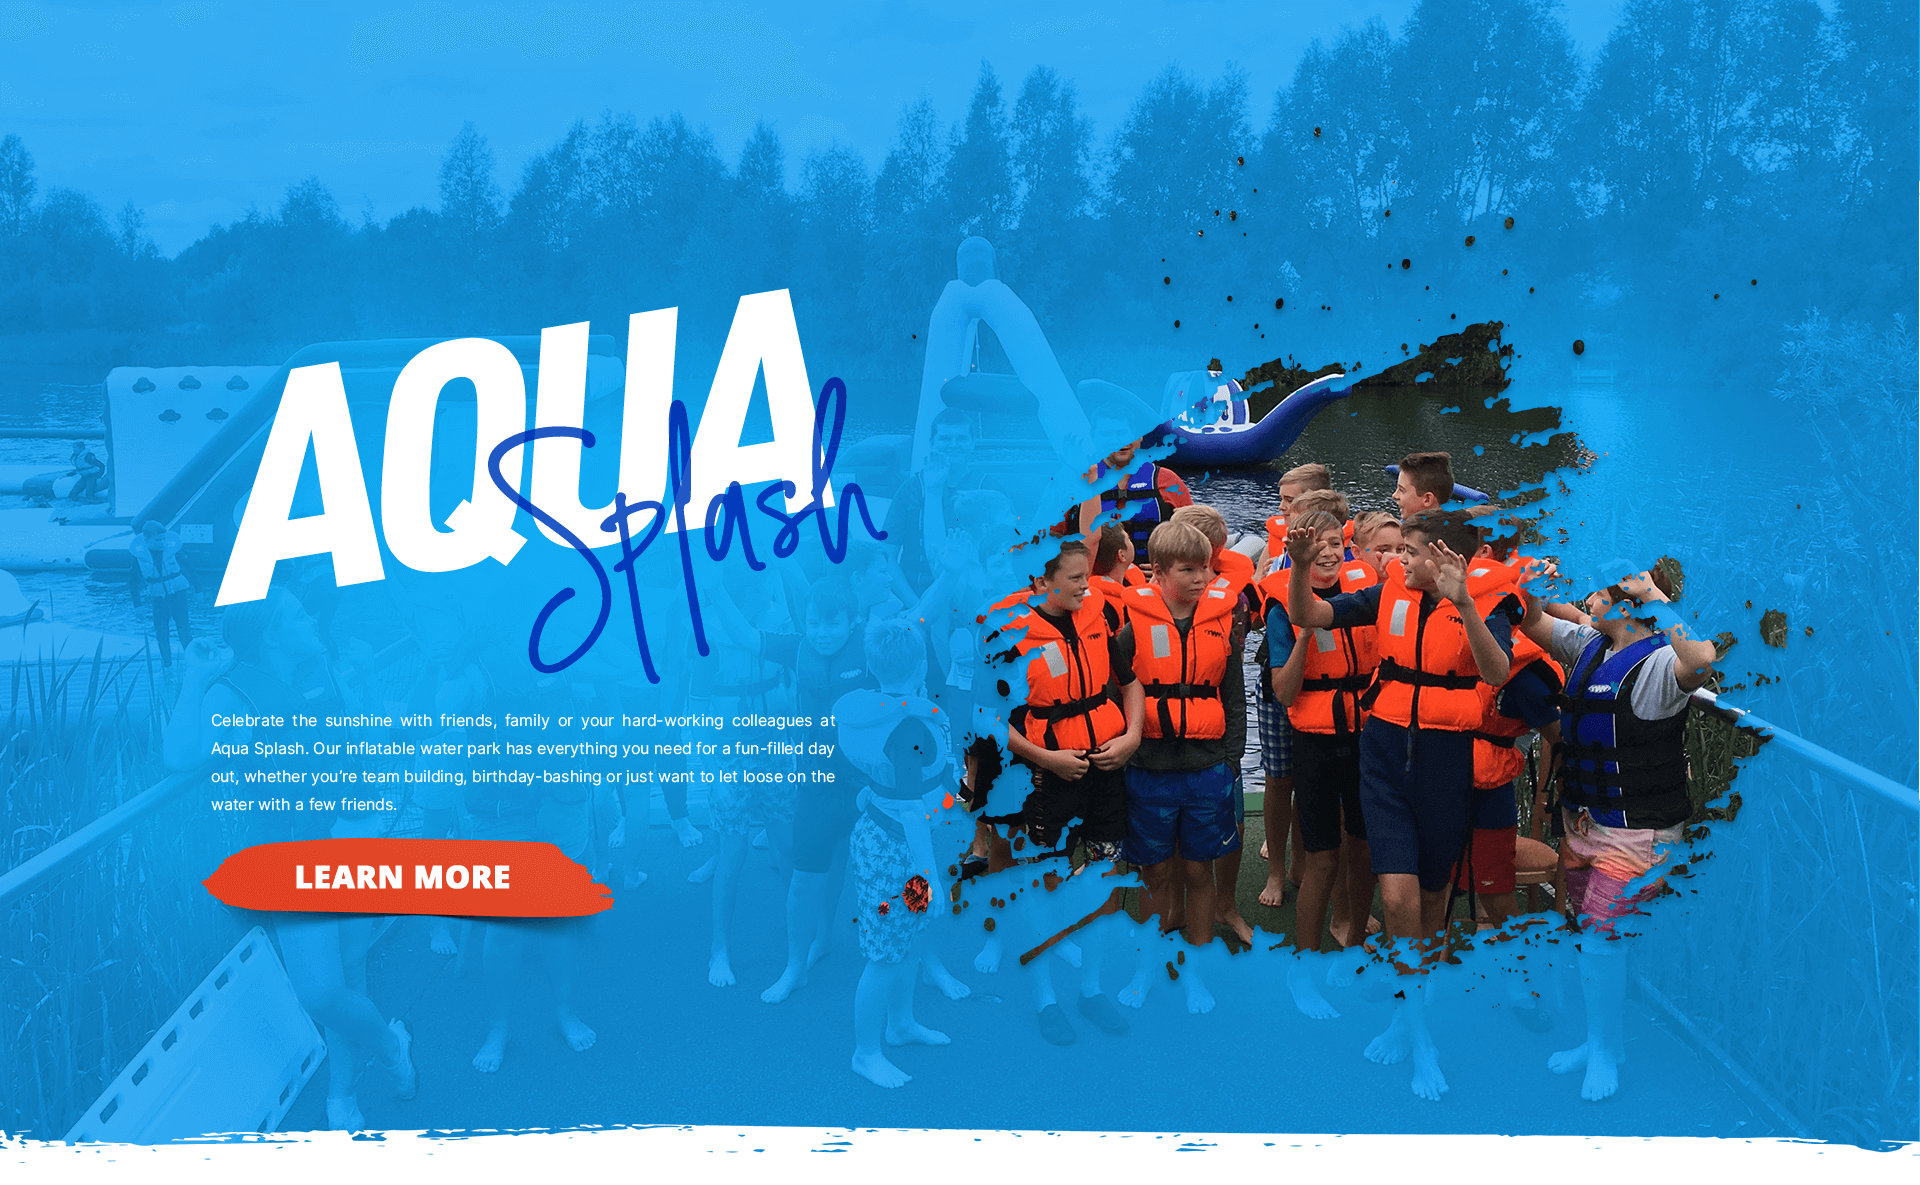 AQUA
Splash
Celebrate the sunshine with friends, family or your hard-working colleagues at
Aqua Splash. Our inflatable water park has everything you need for a fun-filled day
out, whether you’re team building, birthday-bashing or just want to let loose on the
water with a few friends.
LEARN MORE